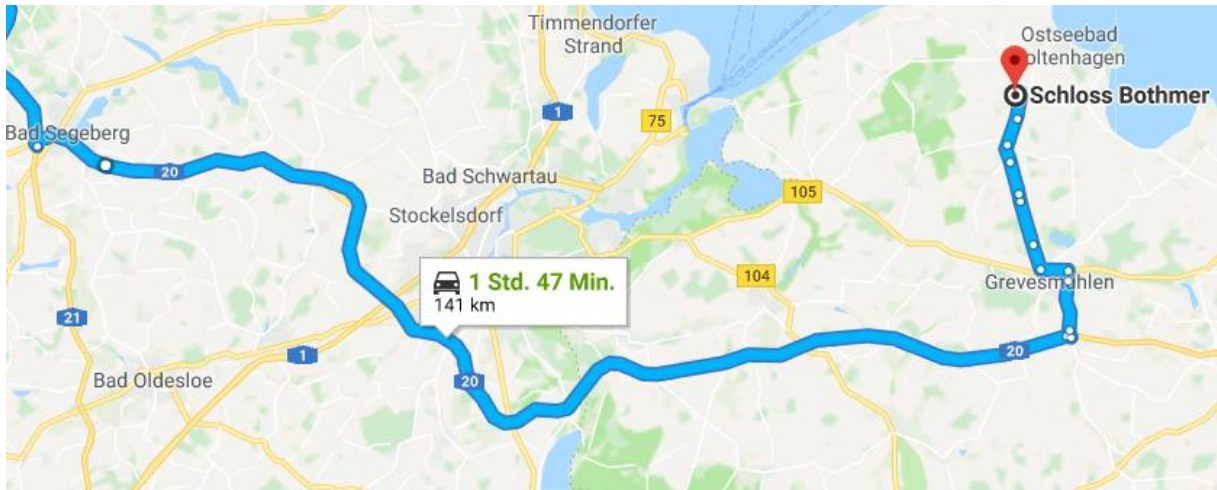 Timmendorfer
Strand
Ostseebad
oltenhagen
Schloss Bothmer
1
75
Bad Segeberg
20
Bad Schwartau
105
Stockelsdorf
104
1 Std. 47 Min.
141 km
Grevesmühlen
21
1
20
20
Bad Oldesloe